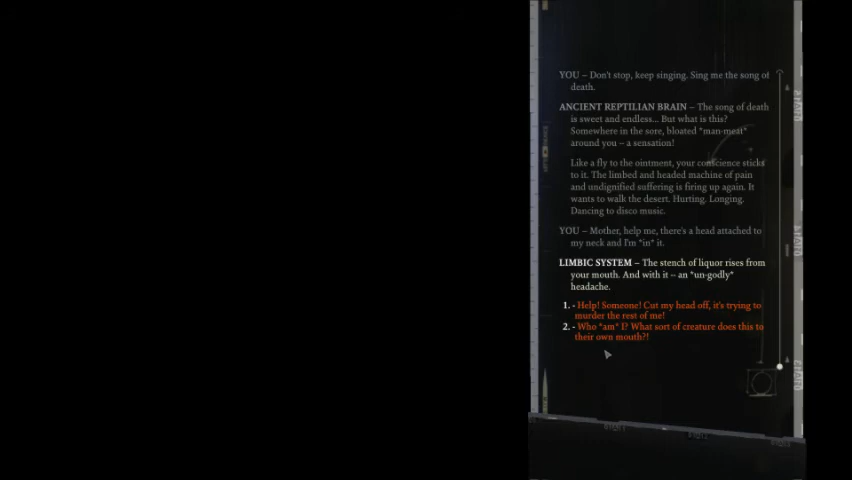 YOU – Don't stop, keep singing. Sing me the song of
death.
ANCIENT REPTILIAN BRAIN – The song of death
is sweet and endless... But what is this?
Somewhere in the sore, bloated *man-meat*
around you – a sensation!
Like a fly to the ointment, your conscience sticks
to it. The limbed and headed machine of pain
and undignified suffering is firing up again. It
wants to walk the desert. Hurting. Longing.
Dancing to disco music.
YOU – Mother, help me, there's a head attached to
my neck and I'm *in* it.
LIMBIC SYSTEM – The stench of liquor rises from
your mouth. And with it – an *un-godly*
headache.
1. - Help! Someone! Cut my head off, it's trying to
murder the rest of me!
2. - Who *am* I? What sort of creature does this to
their own mouth?!